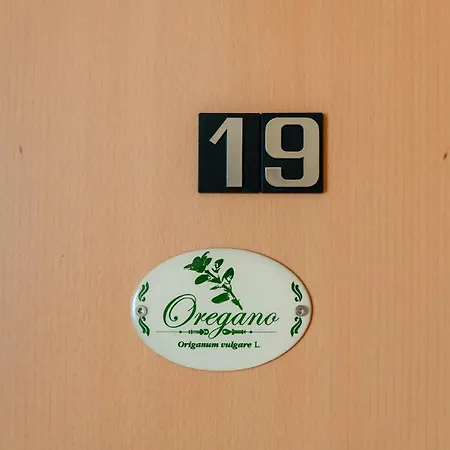 19
Oregano
Origanum vulgare L.